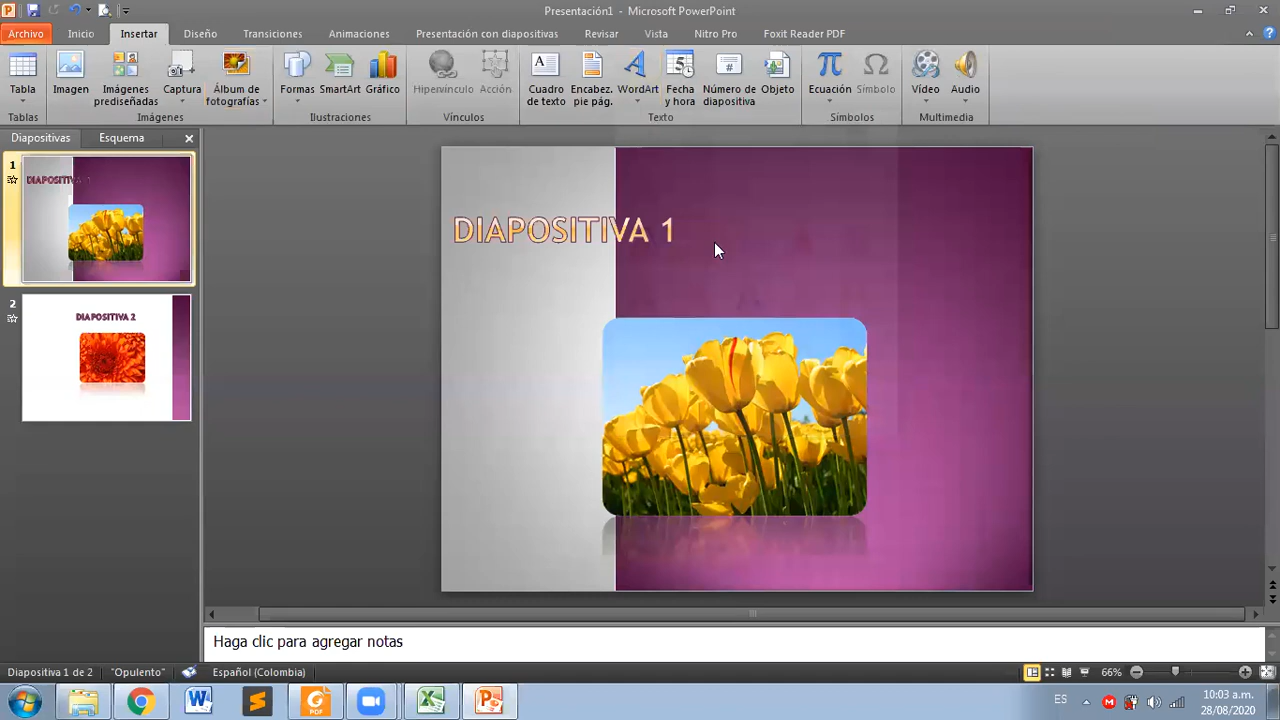 Presentación1 - Microsoft PowerPoint
Archivo Inicio Insertar Diseño Transiciones Animaciones Presentación con diapositivas Revisar Vista Nitro Pro Foxit Reader PDF
Tabla Imagen Imágenes prediseñadas Captura Álbum de fotografías Formas SmartArt Gráfico Hipervínculo Acción Cuadro de texto Encabez. pie pág. WordArt Fecha y hora Número de diapositiva Objeto Ecuación Símbolo Vídeo Audio
Tablas Imágenes Ilustraciones Vínculos Texto Símbolos Multimedia
Diapositivas Esquema
1
DIAPOSITIVA 1
2
DIAPOSITIVA 2
DIAPOSITIVA 1
Haga clic para agregar notas
Diapositiva 1 de 2 "Opulento" Español (Colombia) 66%
ES 10:03 a.m.
28/08/2020